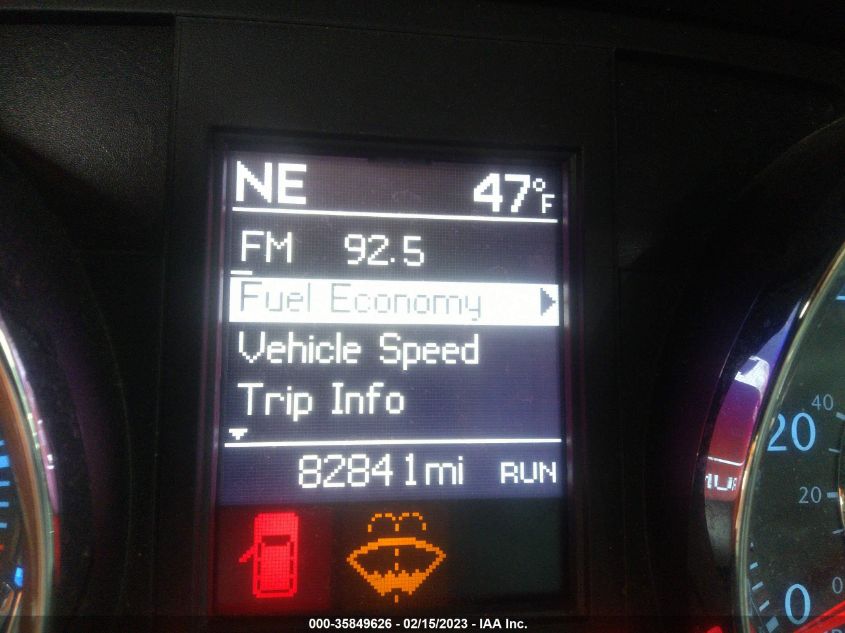 NE 47°F
FM 92.5
Fuel Economy
Vehicle Speed
Trip Info
82841mi RUN
40
20
20
0
0
000-35849626 - 02/15/2023 - IAA Inc.